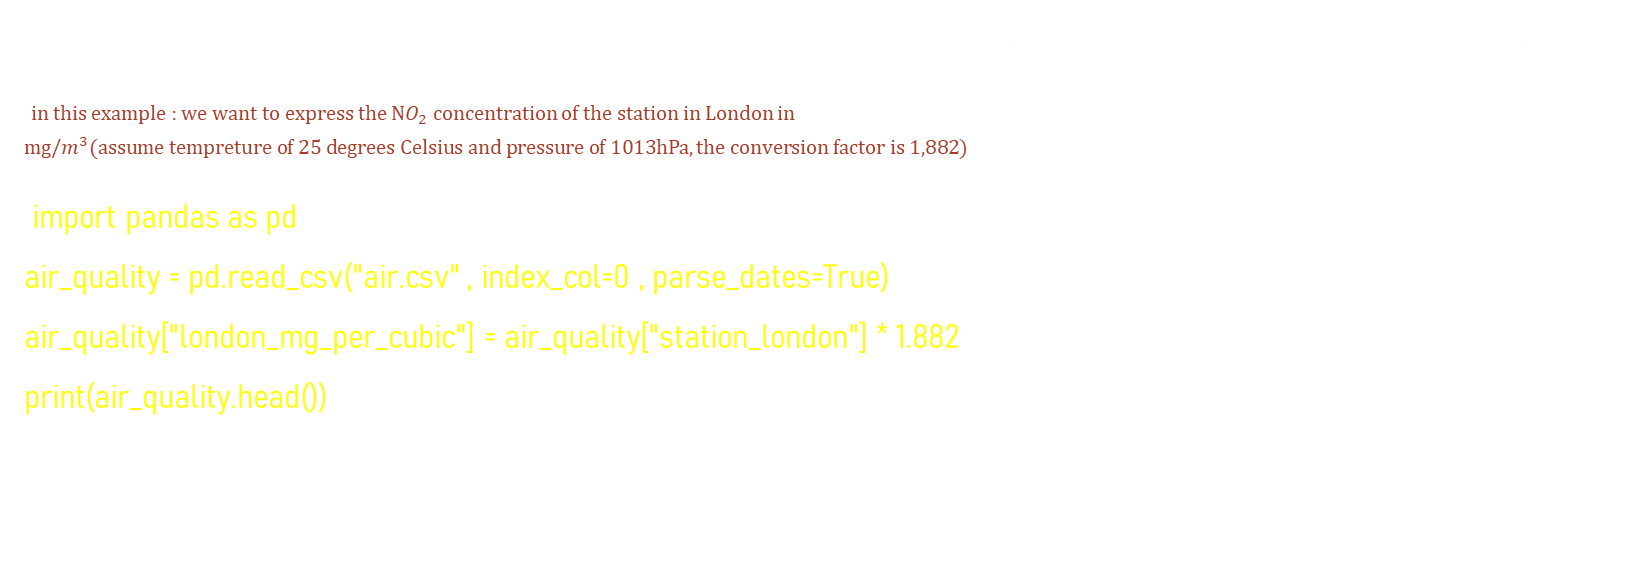 in this example : we want to express the NO₂ concentration of the station in London in
mg/m³ (assume tempreture of 25 degrees Celsius and pressure of 1013hPa, the conversion factor is 1,882)
import pandas as pd
air_quality = pd.read_csv("air.csv" , index_col=0 , parse_dates=True)
air_quality["london_mg_per_cubic"] = air_quality["station_london"] * 1.882
print(air_quality.head())